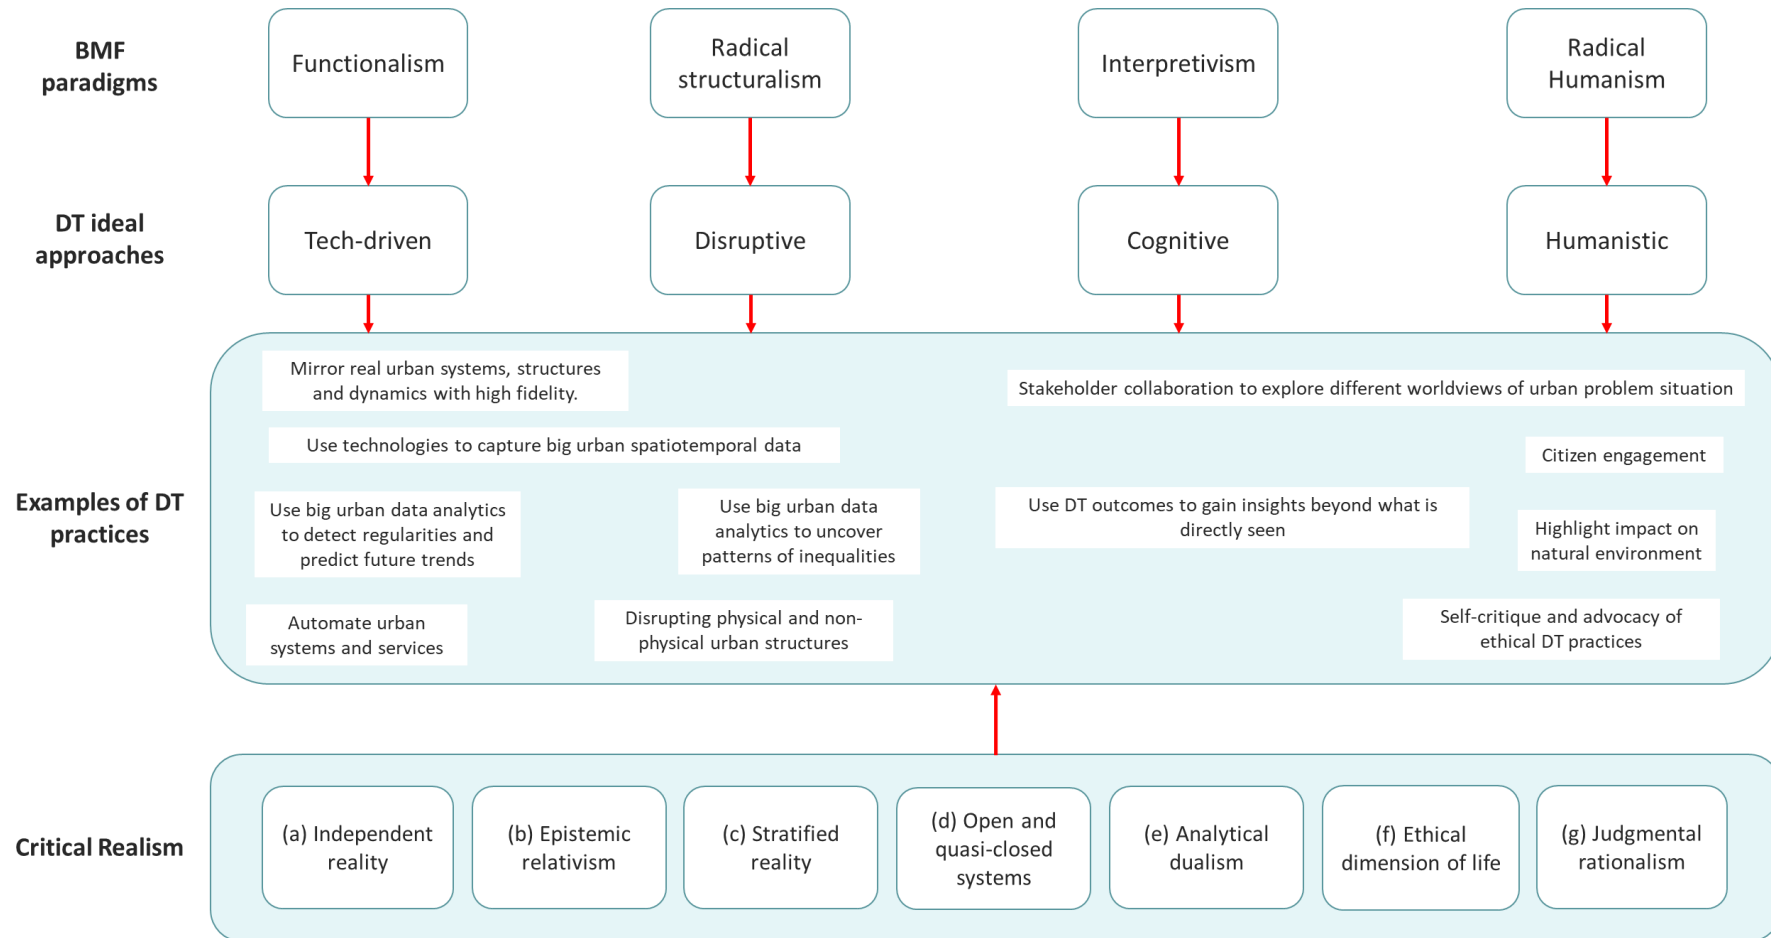 BMF
paradigms
Functionalism
Radical
structuralism
Interpretivism
Radical
Humanism
DT ideal
approaches
Tech-driven
Disruptive
Cognitive
Humanistic
Examples of DT
practices
Mirror real urban systems, structures
and dynamics with high fidelity.
Stakeholder collaboration to explore different worldviews of urban problem situation
Use technologies to capture big urban spatiotemporal data
Citizen engagement
Use big urban data analytics
to detect regularities and
predict future trends
Use big urban data
analytics to uncover
patterns of inequalities
Use DT outcomes to gain insights beyond what is
directly seen
Highlight impact on
natural environment
Automate urban
systems and services
Disrupting physical and non-
physical urban structures
Self-critique and advocacy of
ethical DT practices
Critical Realism
(a) Independent
reality
(b) Epistemic
relativism
(c) Stratified
reality
(d) Open and
quasi-closed
systems
(e) Analytical
dualism
(f) Ethical
dimension of life
(g) Judgmental
rationalism